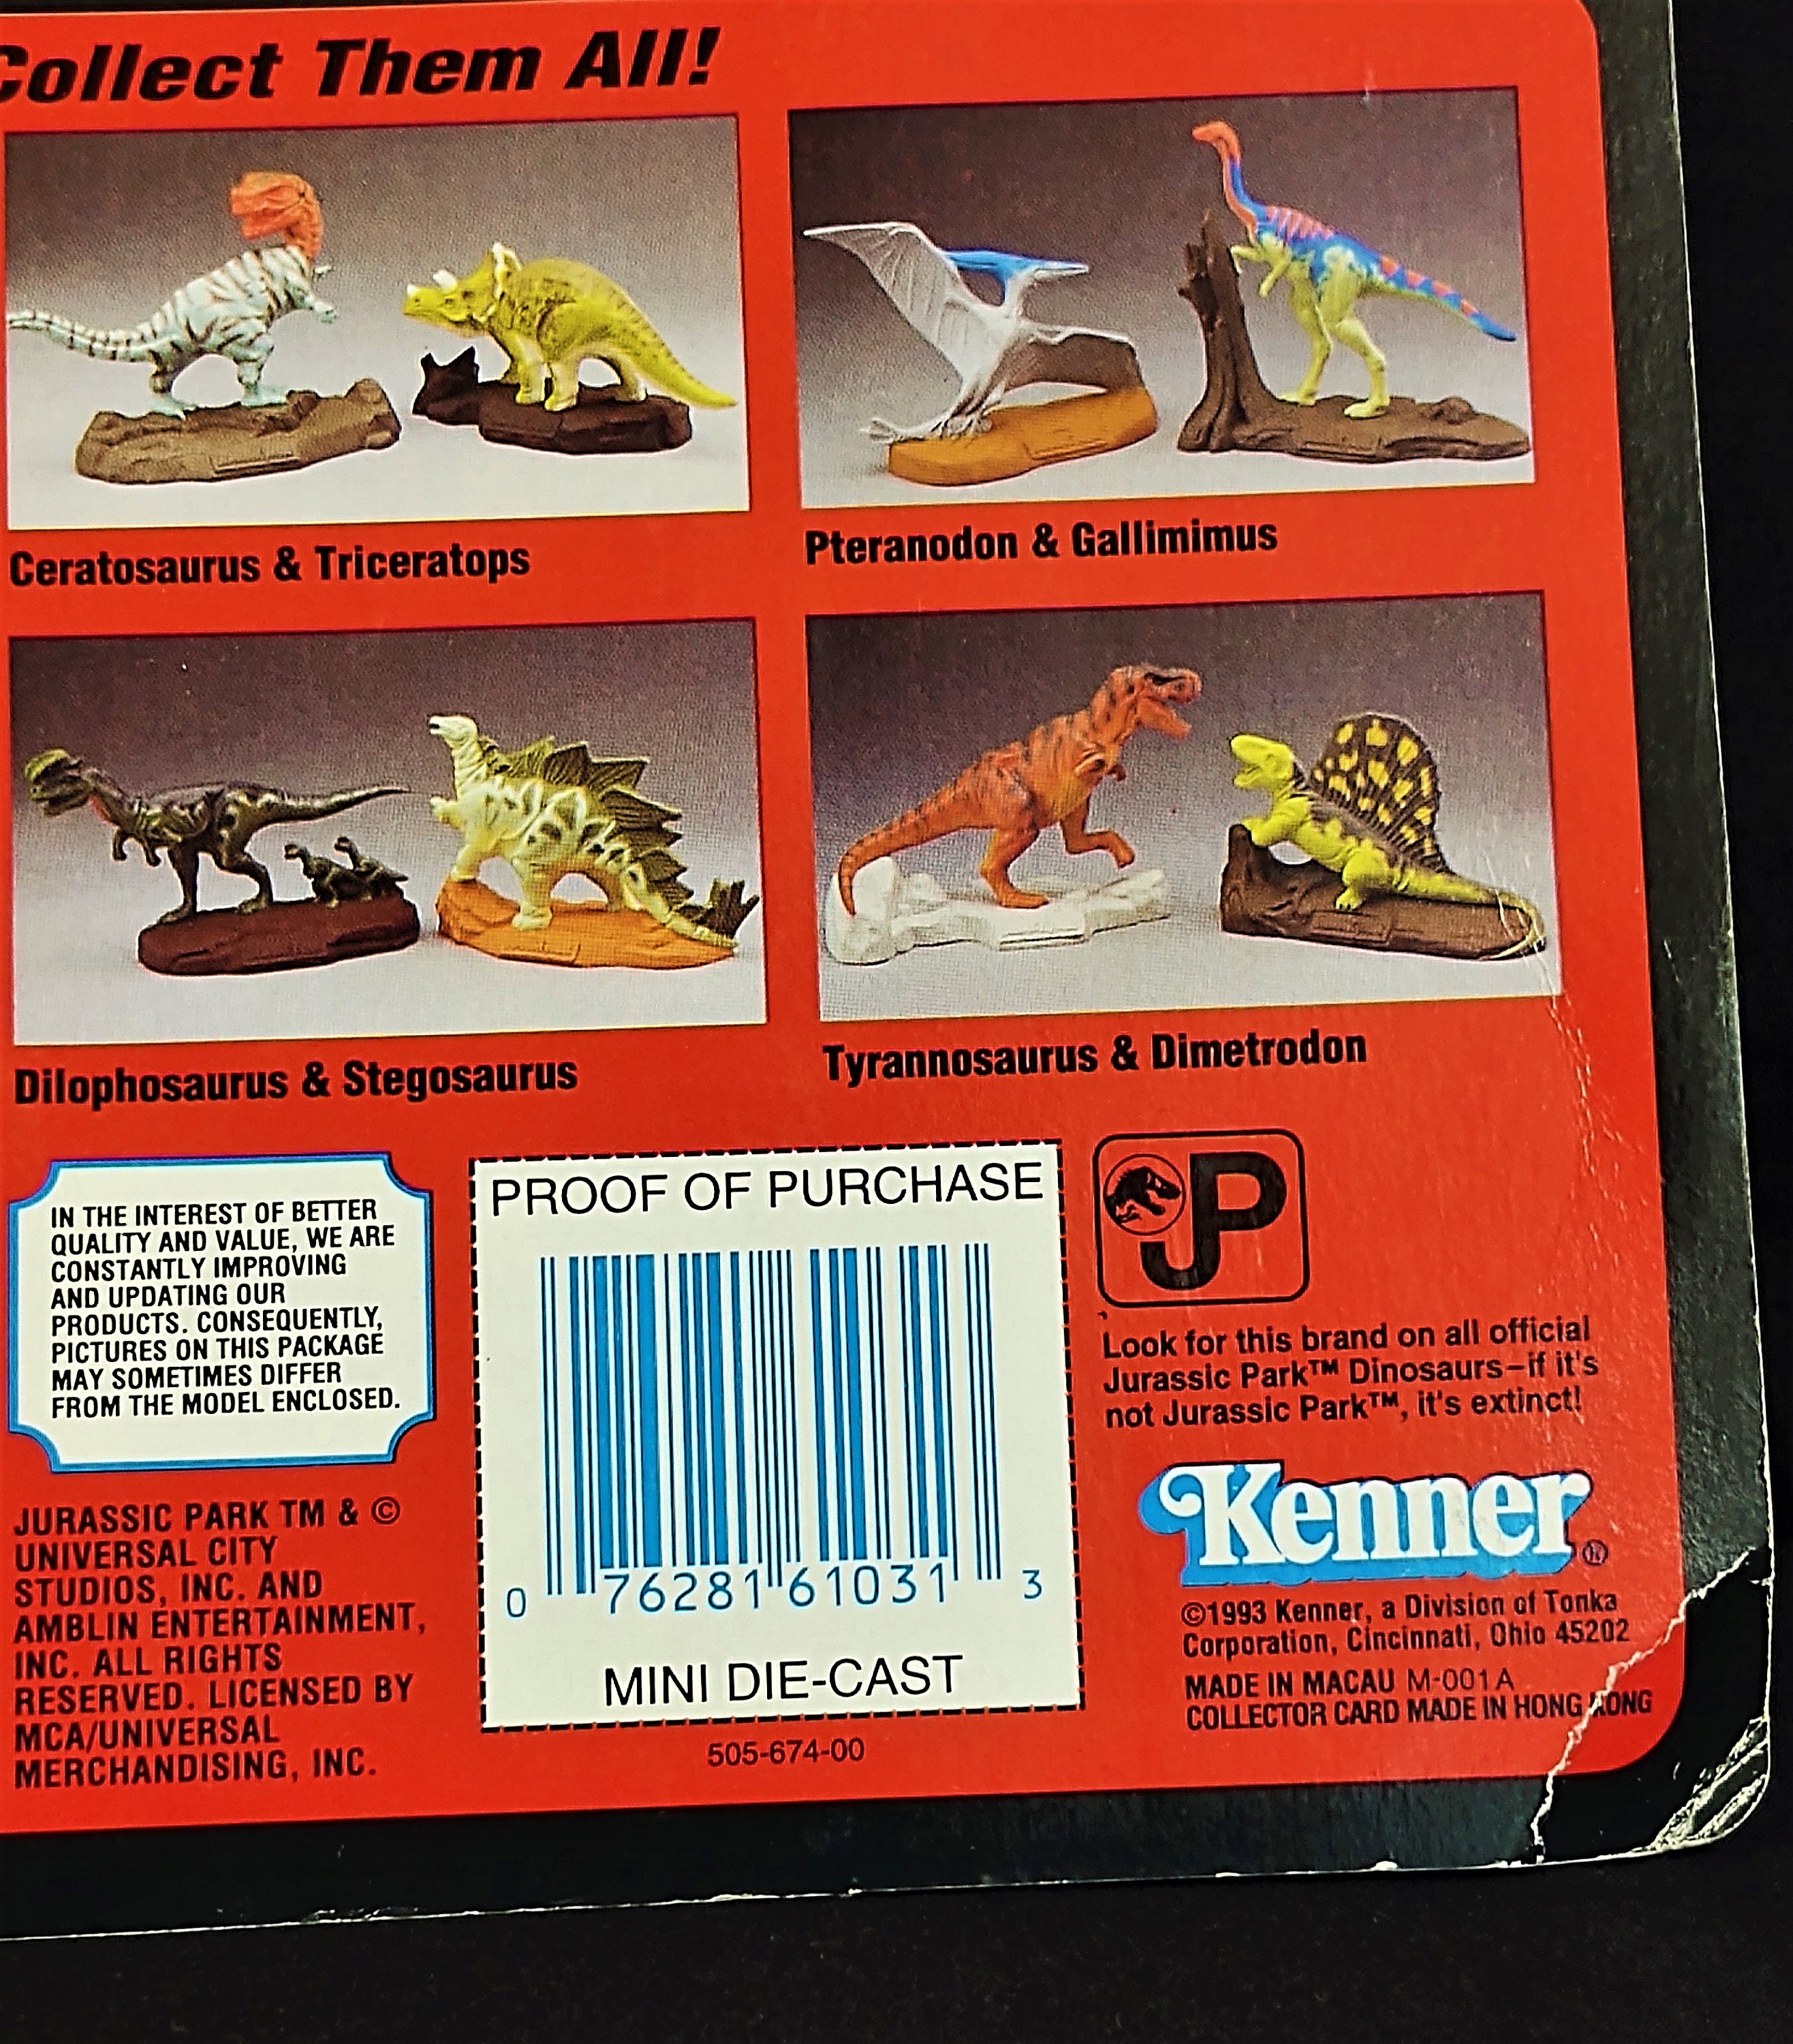 Collect Them All!
Ceratosaurus & Triceratops
Pteranodon & Gallimimus
Dilophosaurus & Stegosaurus
Tyrannosaurus & Dimetrodon
IN THE INTEREST OF BETTER
QUALITY AND VALUE, WE ARE
CONSTANTLY IMPROVING
AND UPDATING OUR
PRODUCTS. CONSEQUENTLY,
PICTURES ON THIS PACKAGE
MAY SOMETIMES DIFFER
FROM THE MODEL ENCLOSED.
JURASSIC PARK TM & ©
UNIVERSAL CITY
STUDIOS, INC. AND
AMBLIN ENTERTAINMENT,
INC. ALL RIGHTS
RESERVED. LICENSED BY
MCA/UNIVERSAL
MERCHANDISING, INC.
PROOF OF PURCHASE
0 76281 61031 3
MINI DIE-CAST
505-674-00
JP
Look for this brand on all official
Jurassic Park™ Dinosaurs–if it's
not Jurassic Park™, it's extinct!
Kenner®
©1993 Kenner, a Division of Tonka
Corporation, Cincinnati, Ohio 45202
MADE IN MACAU M-001A
COLLECTOR CARD MADE IN HONG KONG